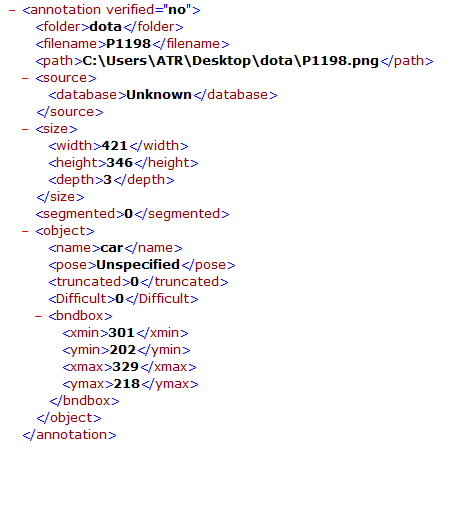 − <annotation verified="no">
<folder>dota</folder>
<filename>P1198</filename>
<path>C:\Users\ATR\Desktop\dota\P1198.png</path>
− <source>
<database>Unknown</database>
</source>
− <size>
<width>421</width>
<height>346</height>
<depth>3</depth>
</size>
<segmented>0</segmented>
− <object>
<name>car</name>
<pose>Unspecified</pose>
<truncated>0</truncated>
<Difficult>0</Difficult>
− <bndbox>
<xmin>301</xmin>
<ymin>202</ymin>
<xmax>329</xmax>
<ymax>218</ymax>
</bndbox>
</object>
</annotation>